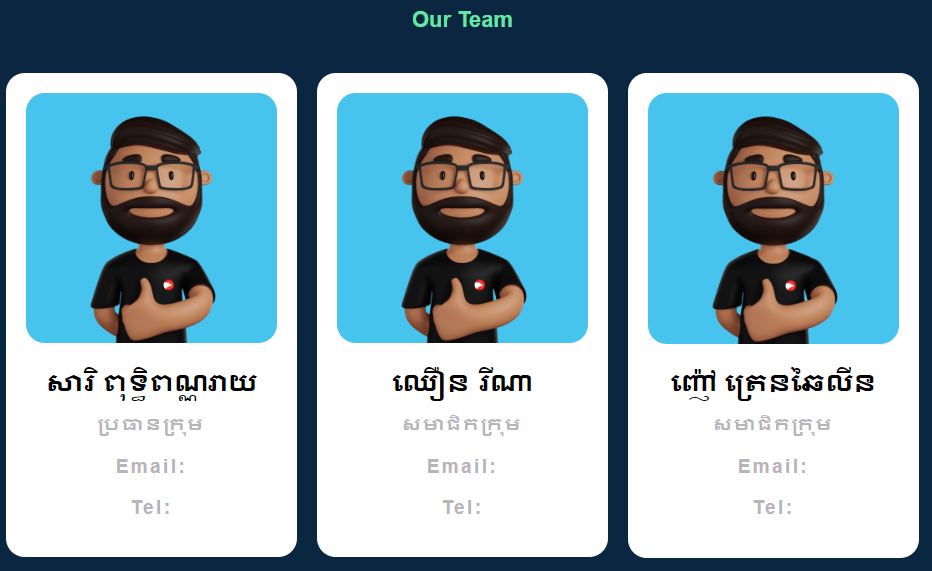 Our Team
សារិ ពុទ្ធិពណ្ណរាយ
ប្រធានក្រុម
Email:
Tel:
ឈឿន រីណា
សមាជិកក្រុម
Email:
Tel:
ញ៉ៅ ត្រេនឆៃលីន
សមាជិកក្រុម
Email:
Tel: